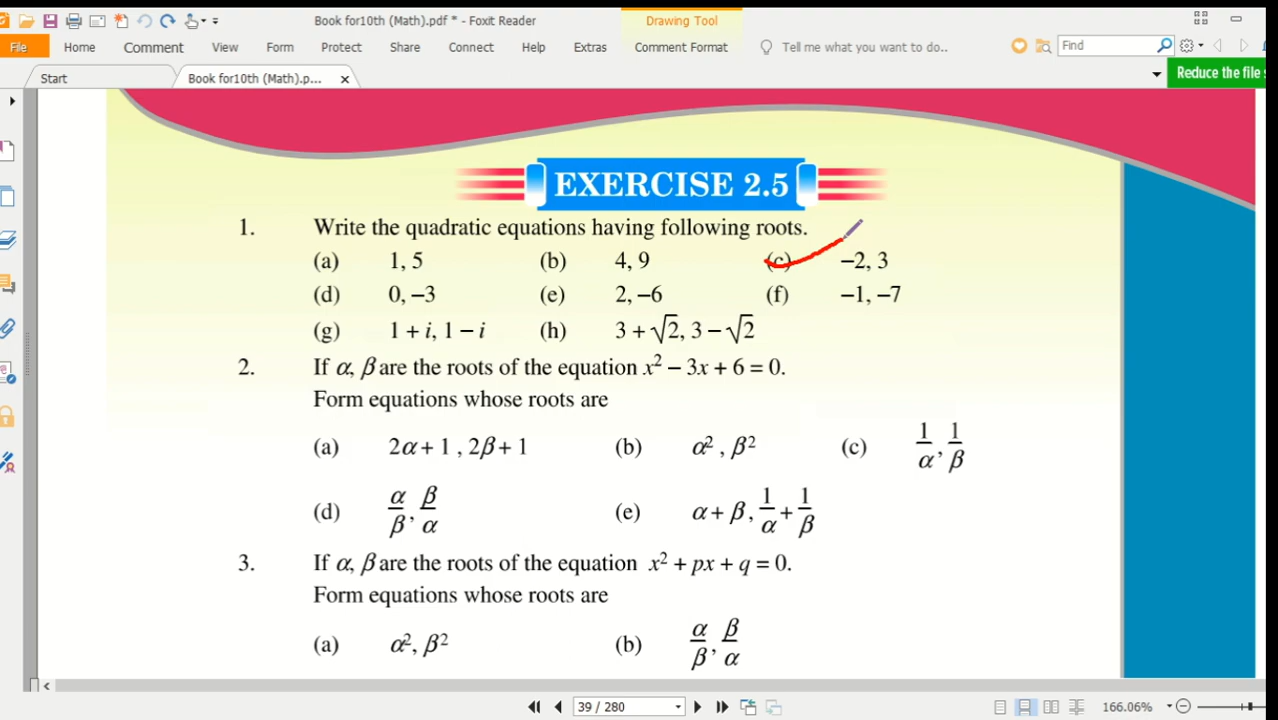 Book for10th (Math).pdf * - Foxit Reader
Drawing Tool
File Home Comment View Form Protect Share Connect Help Extras Comment Format Tell me what you want to do.. Find
Start Book for10th (Math).p... Reduce the file
EXERCISE 2.5
1. Write the quadratic equations having following roots.
(a) 1, 5 (b) 4, 9 (c) −2, 3
(d) 0, −3 (e) 2, −6 (f) −1, −7
(g) 1 + i, 1 − i (h) 3 + √2, 3 − √2
2. If α, β are the roots of the equation x² − 3x + 6 = 0.
Form equations whose roots are
(a) 2α + 1 , 2β + 1 (b) α² , β² (c) 1/α, 1/β
(d) α/β, β/α (e) α + β, 1/α + 1/β
3. If α, β are the roots of the equation x² + px + q = 0.
Form equations whose roots are
(a) α², β² (b) α/β, β/α
39 / 280 166.06%